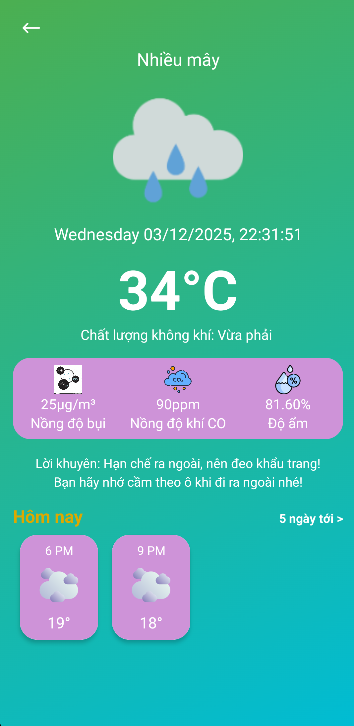 Nhiều mây
Wednesday 03/12/2025, 22:31:51
34°C
Chất lượng không khí: Vừa phải
CO₂
%
25µg/m³ 90ppm 81.60%
Nồng độ bụi Nồng độ khí CO Độ ẩm
Lời khuyên: Hạn chế ra ngoài, nên đeo khẩu trang!
Bạn hãy nhớ cầm theo ô khi đi ra ngoài nhé!
Hôm nay 5 ngày tới >
6 PM 9 PM
19° 18°